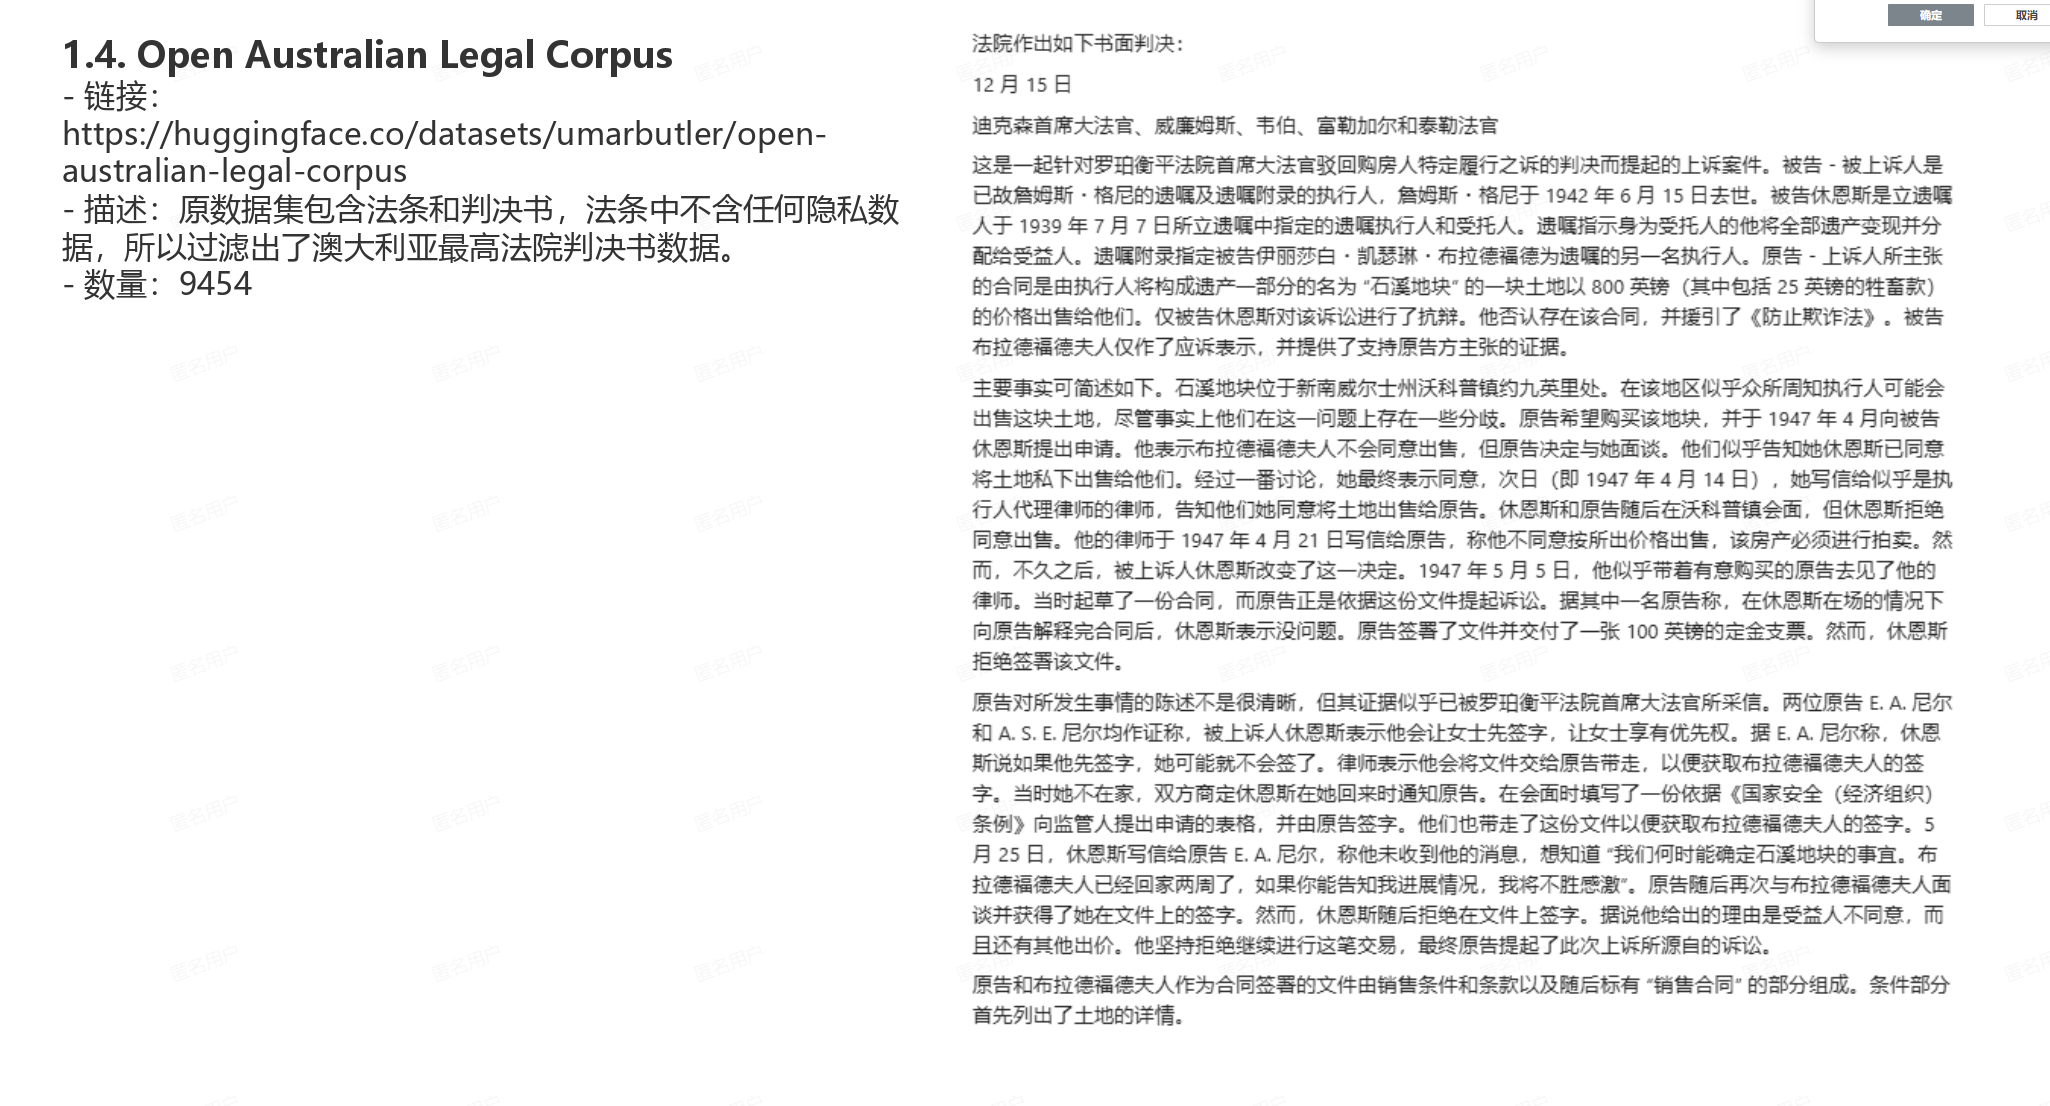 1.4. Open Australian Legal Corpus
- 链接：
https://huggingface.co/datasets/umarbutler/open-
australian-legal-corpus
- 描述：原数据集包含法条和判决书，法条中不含任何隐私数
据，所以过滤出了澳大利亚最高法院判决书数据。
- 数量：9454
确定
取消
法院作出如下书面判决：
12 月 15 日
迪克森首席大法官、威廉姆斯、韦伯、富勒加尔和泰勒法官
这是一起针对罗珀衡平法院首席大法官驳回购房人特定履行之诉的判决而提起的上诉案件。被告 - 被上诉人是
已故詹姆斯・格尼的遗嘱及遗嘱附录的执行人，詹姆斯・格尼于 1942 年 6 月 15 日去世。被告休恩斯是立遗嘱
人于 1939 年 7 月 7 日所立遗嘱中指定的遗嘱执行人和受托人。遗嘱指示身为受托人的他将全部遗产变现并分
配给受益人。遗嘱附录指定被告伊丽莎白・凯瑟琳・布拉德福德为遗嘱的另一名执行人。原告 - 上诉人所主张
的合同是由执行人将构成遗产一部分的名为 “石溪地块” 的一块土地以 800 英镑（其中包括 25 英镑的牲畜款）
的价格出售给他们。仅被告休恩斯对该诉讼进行了抗辩。他否认存在该合同，并援引了《防止欺诈法》。被告
布拉德福德夫人仅作了应诉表示，并提供了支持原告方主张的证据。
主要事实可简述如下。石溪地块位于新南威尔士州沃科普镇约九英里处。在该地区似乎众所周知执行人可能会
出售这块土地，尽管事实上他们在这一问题上存在一些分歧。原告希望购买该地块，并于 1947 年 4 月向被告
休恩斯提出申请。他表示布拉德福德夫人不会同意出售，但原告决定与她面谈。他们似乎告知她休恩斯已同意
将土地私下出售给他们。经过一番讨论，她最终表示同意，次日（即 1947 年 4 月 14 日），她写信给似乎是执
行人代理律师的律师，告知他们她同意将土地出售给原告。休恩斯和原告随后在沃科普镇会面，但休恩斯拒绝
同意出售。他的律师于 1947 年 4 月 21 日写信给原告，称他不同意按所出价格出售，该房产必须进行拍卖。然
而，不久之后，被上诉人休恩斯改变了这一决定。1947 年 5 月 5 日，他似乎带着有意购买的原告去见了他的
律师。当时起草了一份合同，而原告正是依据这份文件提起诉讼。据其中一名原告称，在休恩斯在场的情况下
向原告解释完合同后，休恩斯表示没问题。原告签署了文件并交付了一张 100 英镑的定金支票。然而，休恩斯
拒绝签署该文件。
原告对所发生事情的陈述不是很清晰，但其证据似乎已被罗珀衡平法院首席大法官所采信。两位原告 E. A. 尼尔
和 A. S. E. 尼尔均作证称，被上诉人休恩斯表示他会让女士先签字，让女士享有优先权。据 E. A. 尼尔称，休恩
斯说如果他先签字，她可能就不会签了。律师表示他会将文件交给原告带走，以便获取布拉德福德夫人的签
字。当时她不在家，双方商定休恩斯在她回来时通知原告。在会面时填写了一份依据《国家安全（经济组织）
条例》向监管人提出申请的表格，并由原告签字。他们也带走了这份文件以便获取布拉德福德夫人的签字。5
月 25 日，休恩斯写信给原告 E. A. 尼尔，称他未收到他的消息，想知道 “我们何时能确定石溪地块的事宜。布
拉德福德夫人已经回家两周了，如果你能告知我进展情况，我将不胜感激”。原告随后再次与布拉德福德夫人面
谈并获得了她在文件上的签字。然而，休恩斯随后拒绝在文件上签字。据说他给出的理由是受益人不同意，而
且还有其他出价。他坚持拒绝继续进行这笔交易，最终原告提起了此次上诉所源自的诉讼。
原告和布拉德福德夫人作为合同签署的文件由销售条件和条款以及随后标有 “销售合同” 的部分组成。条件部分
首先列出了土地的详情。
匿名用户